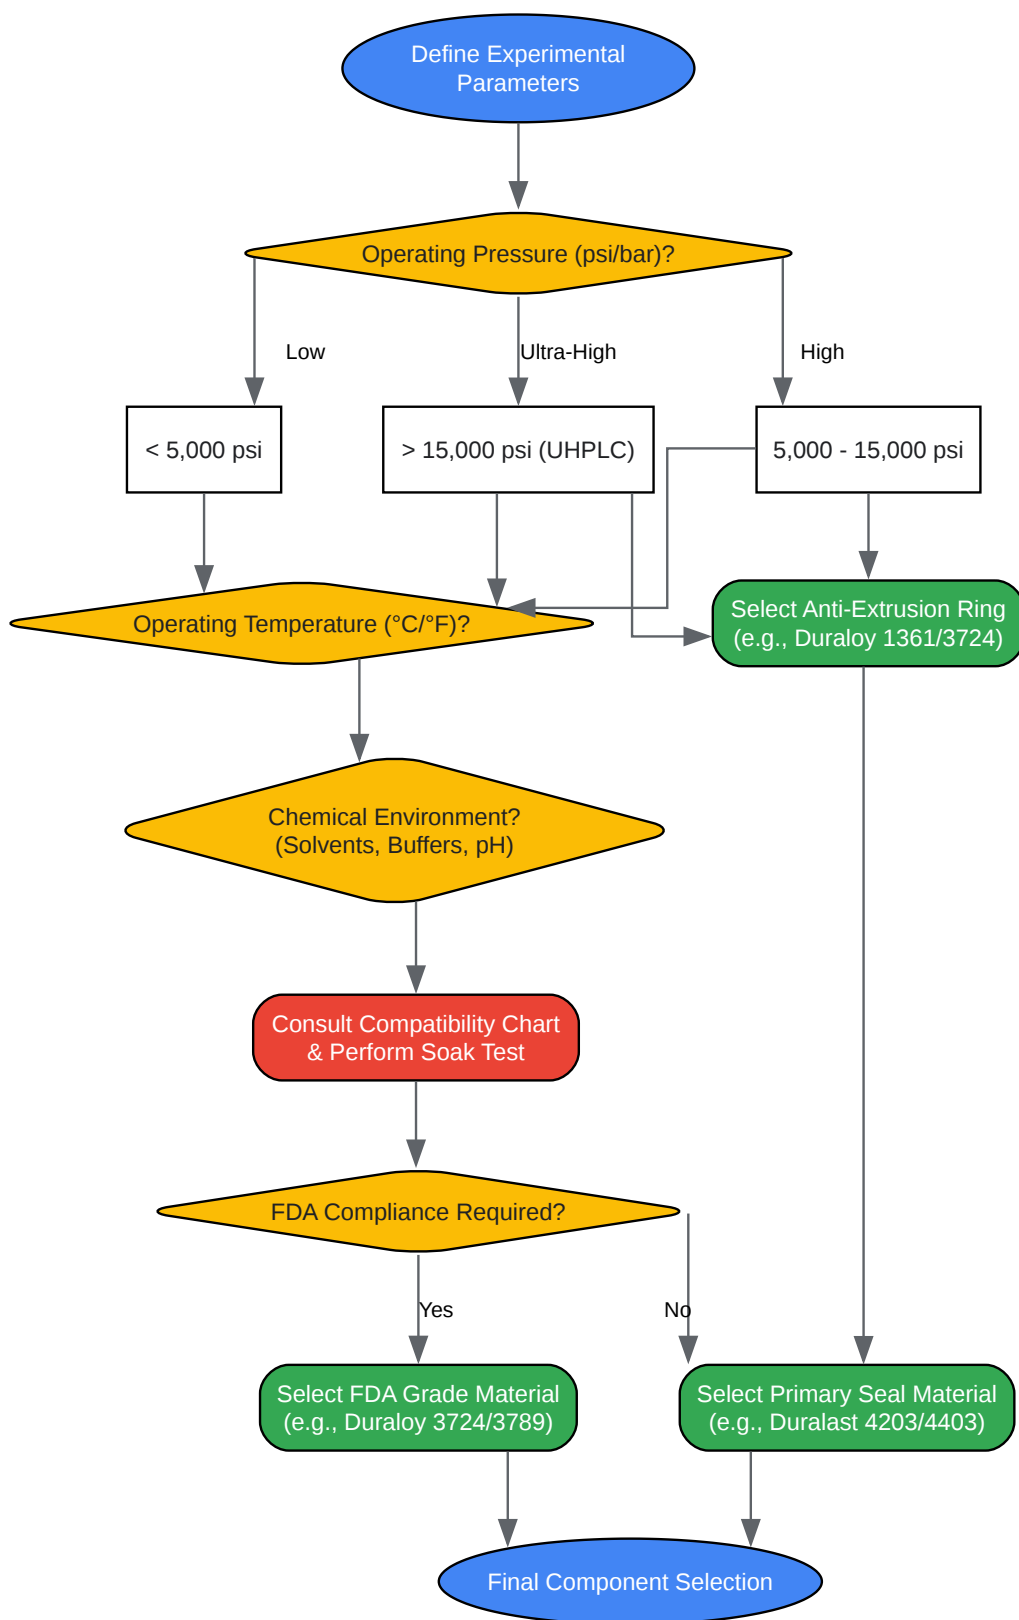 Define Experimental
Parameters
Operating Pressure (psi/bar)?
Low
Ultra-High
High
< 5,000 psi
> 15,000 psi (UHPLC)
5,000 - 15,000 psi
Select Anti-Extrusion Ring
(e.g., Duraloy 1361/3724)
Operating Temperature (°C/°F)?
Chemical Environment?
(Solvents, Buffers, pH)
Consult Compatibility Chart
& Perform Soak Test
FDA Compliance Required?
Yes
No
Select FDA Grade Material
(e.g., Duraloy 3724/3789)
Select Primary Seal Material
(e.g., Duralast 4203/4403)
Final Component Selection